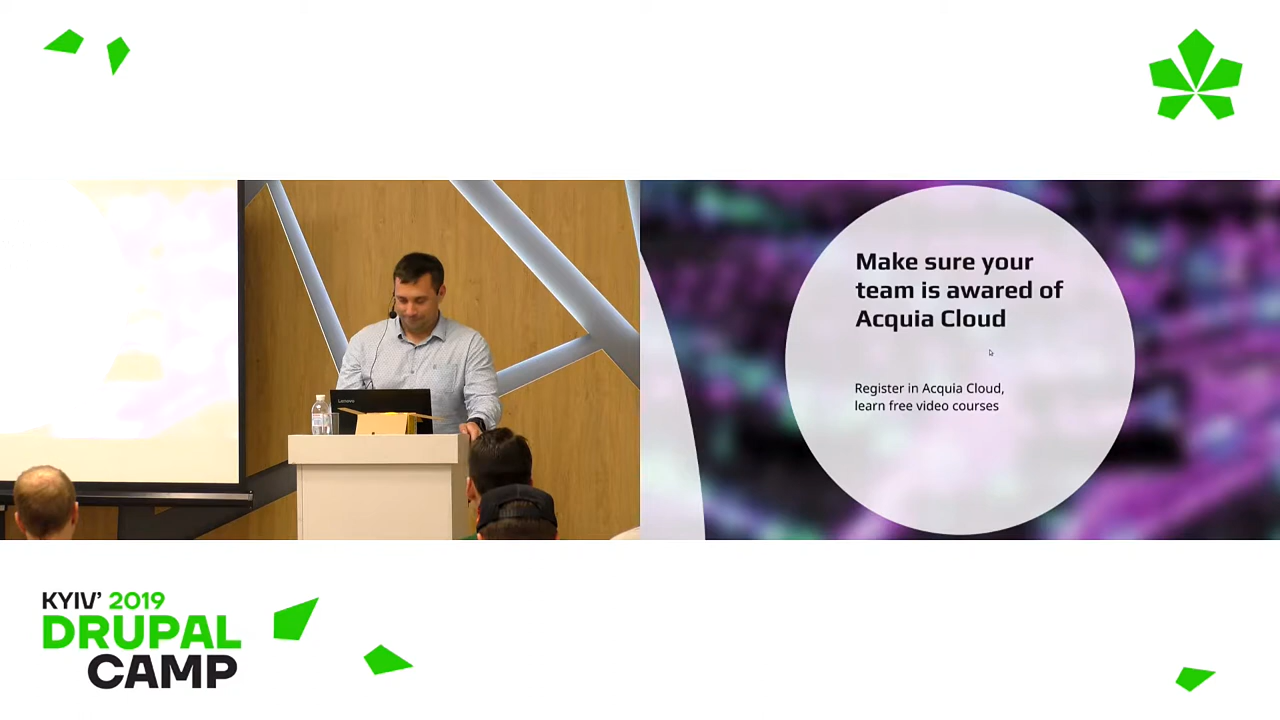 Make sure your
team is awared of
Acquia Cloud
Register in Acquia Cloud,
learn free video courses
Lenovo
KYIV' 2019
DRUPAL
CAMP